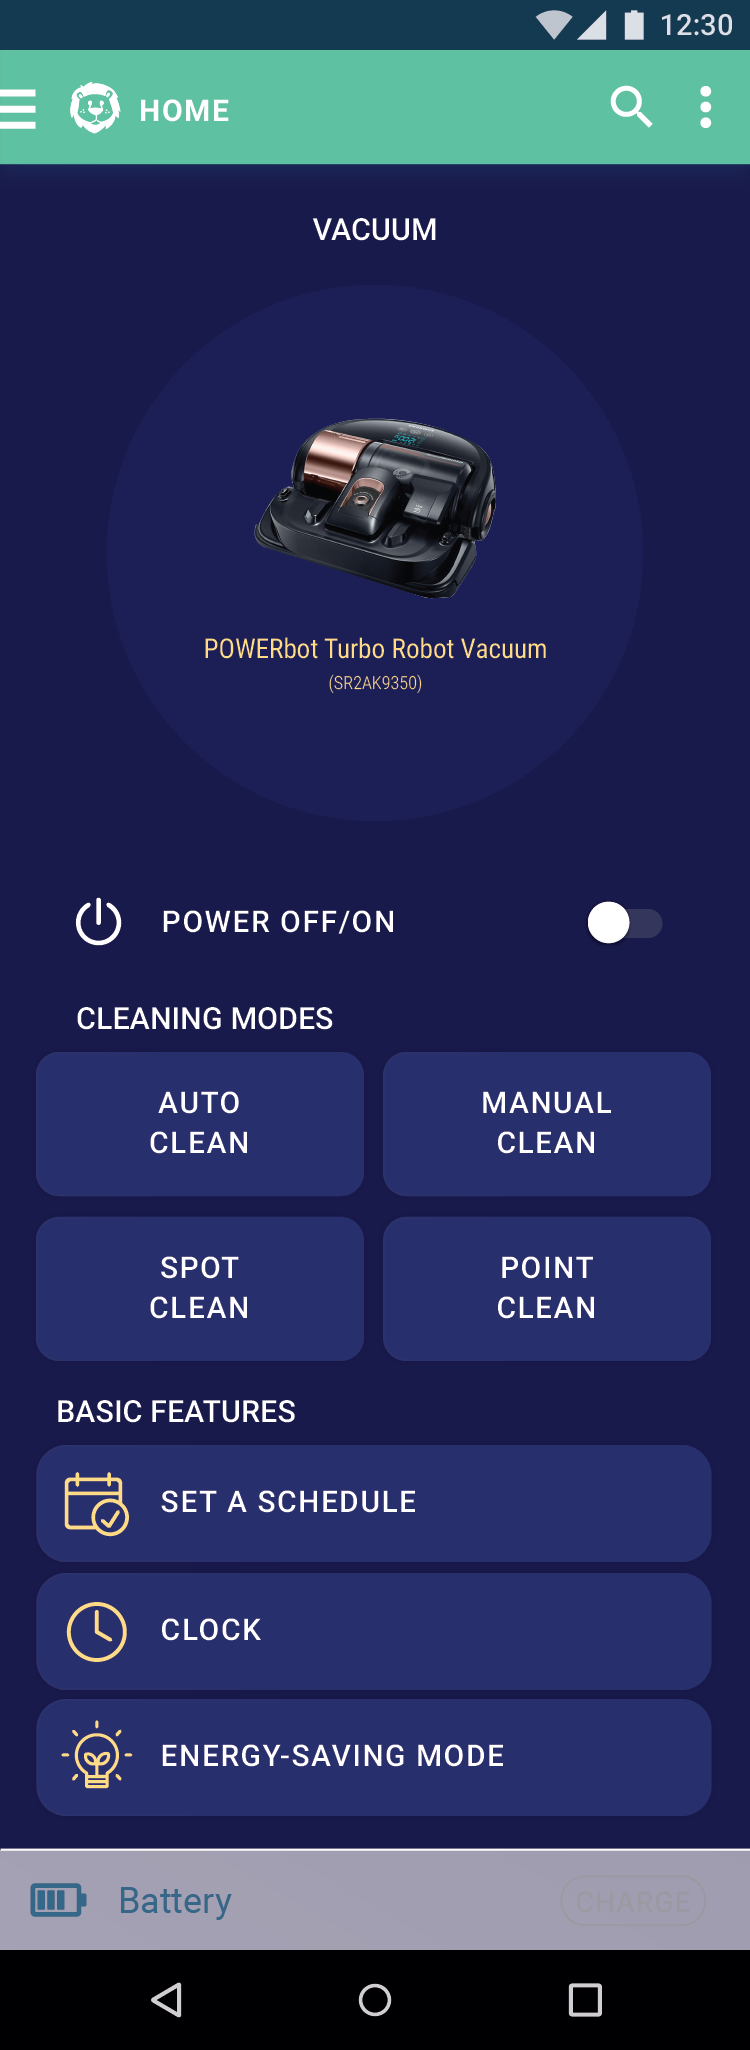 12:30
HOME
VACUUM
POWERbot Turbo Robot Vacuum
(SR2AK9350)
POWER OFF/ON
CLEANING MODES
AUTO
CLEAN
MANUAL
CLEAN
SPOT
CLEAN
POINT
CLEAN
BASIC FEATURES
SET A SCHEDULE
CLOCK
ENERGY-SAVING MODE
Battery
CHARGE